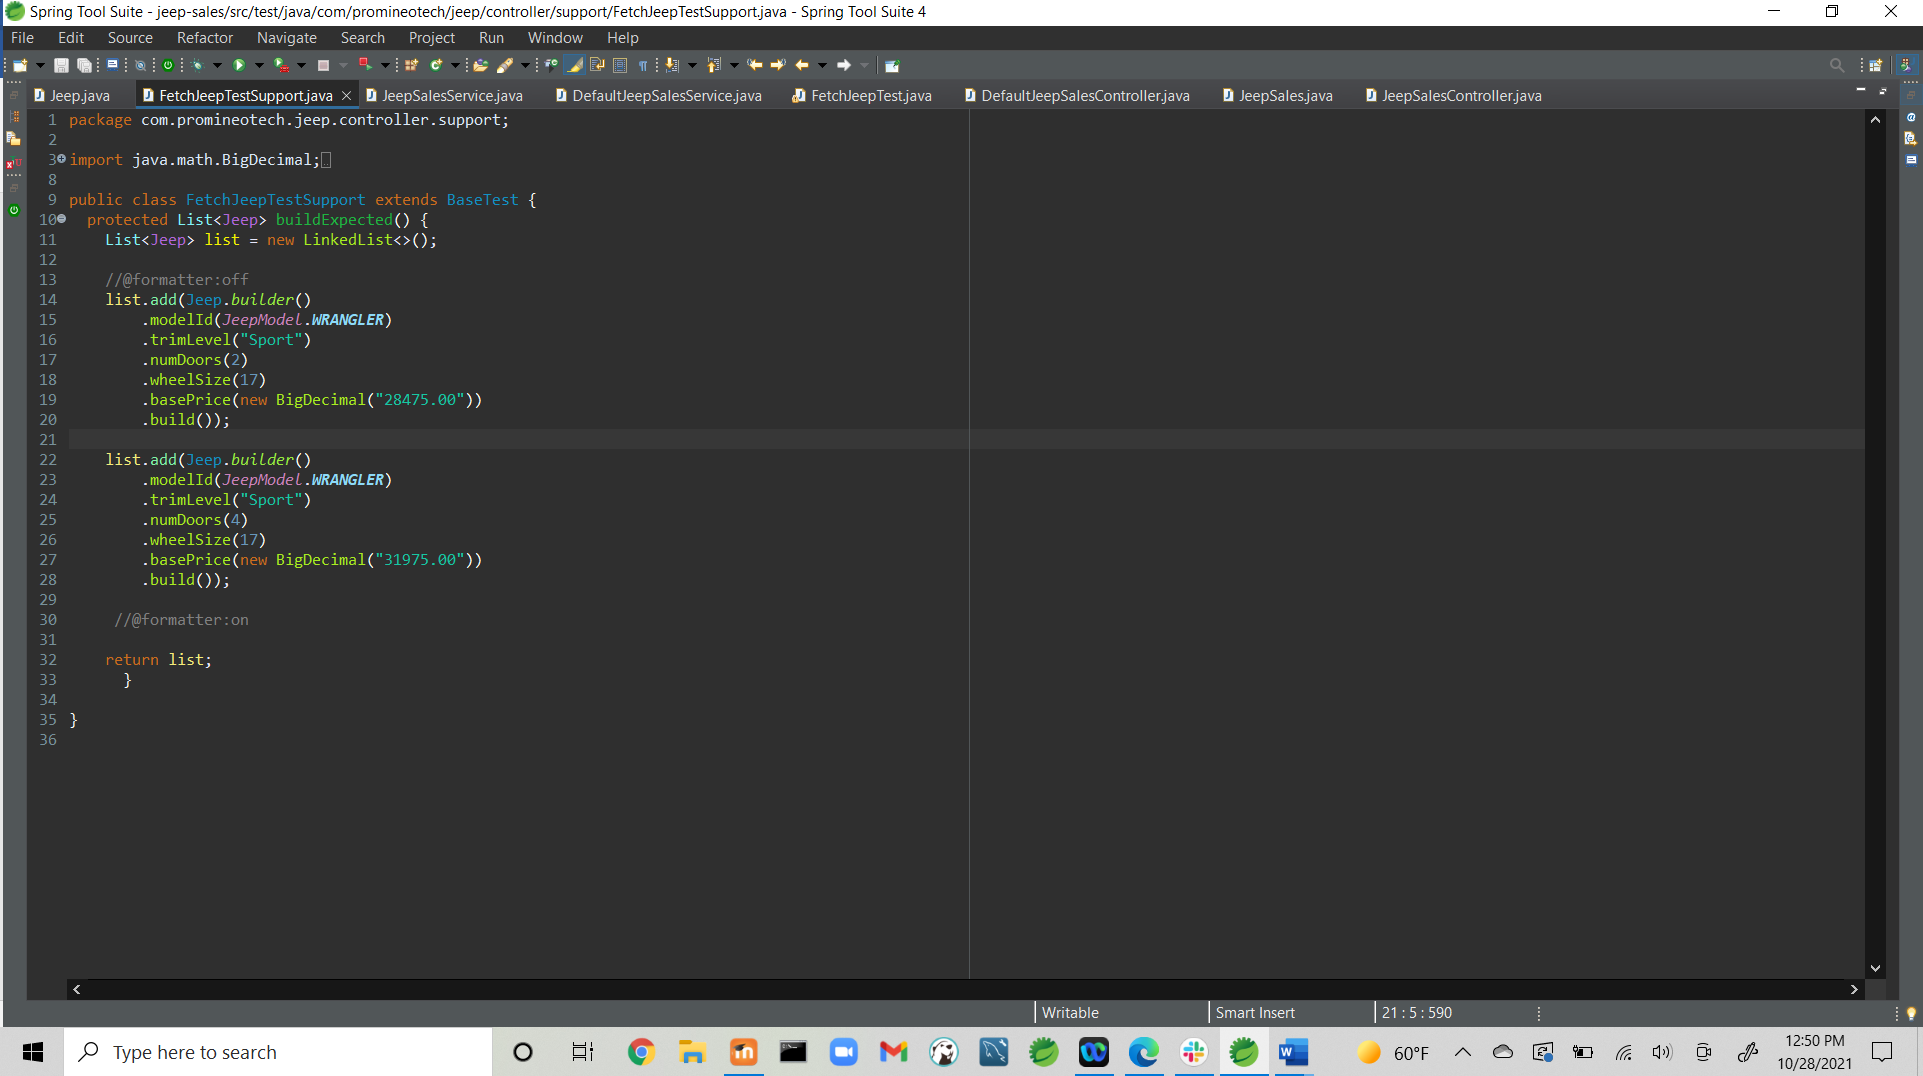 Spring Tool Suite - jeep-sales/src/test/java/com/promineotech/jeep/controller/support/FetchJeepTestSupport.java - Spring Tool Suite 4
File Edit Source Refactor Navigate Search Project Run Window Help
Jeep.java FetchJeepTestSupport.java JeepSalesService.java DefaultJeepSalesService.java FetchJeepTest.java DefaultJeepSalesController.java JeepSales.java JeepSalesController.java
1 package com.promineotech.jeep.controller.support;
2
3 import java.math.BigDecimal;
8
9 public class FetchJeepTestSupport extends BaseTest {
10   protected List<Jeep> buildExpected() {
11     List<Jeep> list = new LinkedList<>();
12
13     //@formatter:off
14     list.add(Jeep.builder()
15         .modelId(JeepModel.WRANGLER)
16         .trimLevel("Sport")
17         .numDoors(2)
18         .wheelSize(17)
19         .basePrice(new BigDecimal("28475.00"))
20         .build());
21
22     list.add(Jeep.builder()
23         .modelId(JeepModel.WRANGLER)
24         .trimLevel("Sport")
25         .numDoors(4)
26         .wheelSize(17)
27         .basePrice(new BigDecimal("31975.00"))
28         .build());
29
30      //@formatter:on
31
32     return list;
33       }
34
35 }
36
Writable Smart Insert 21 : 5 : 590
Type here to search
60°F
12:50 PM
10/28/2021